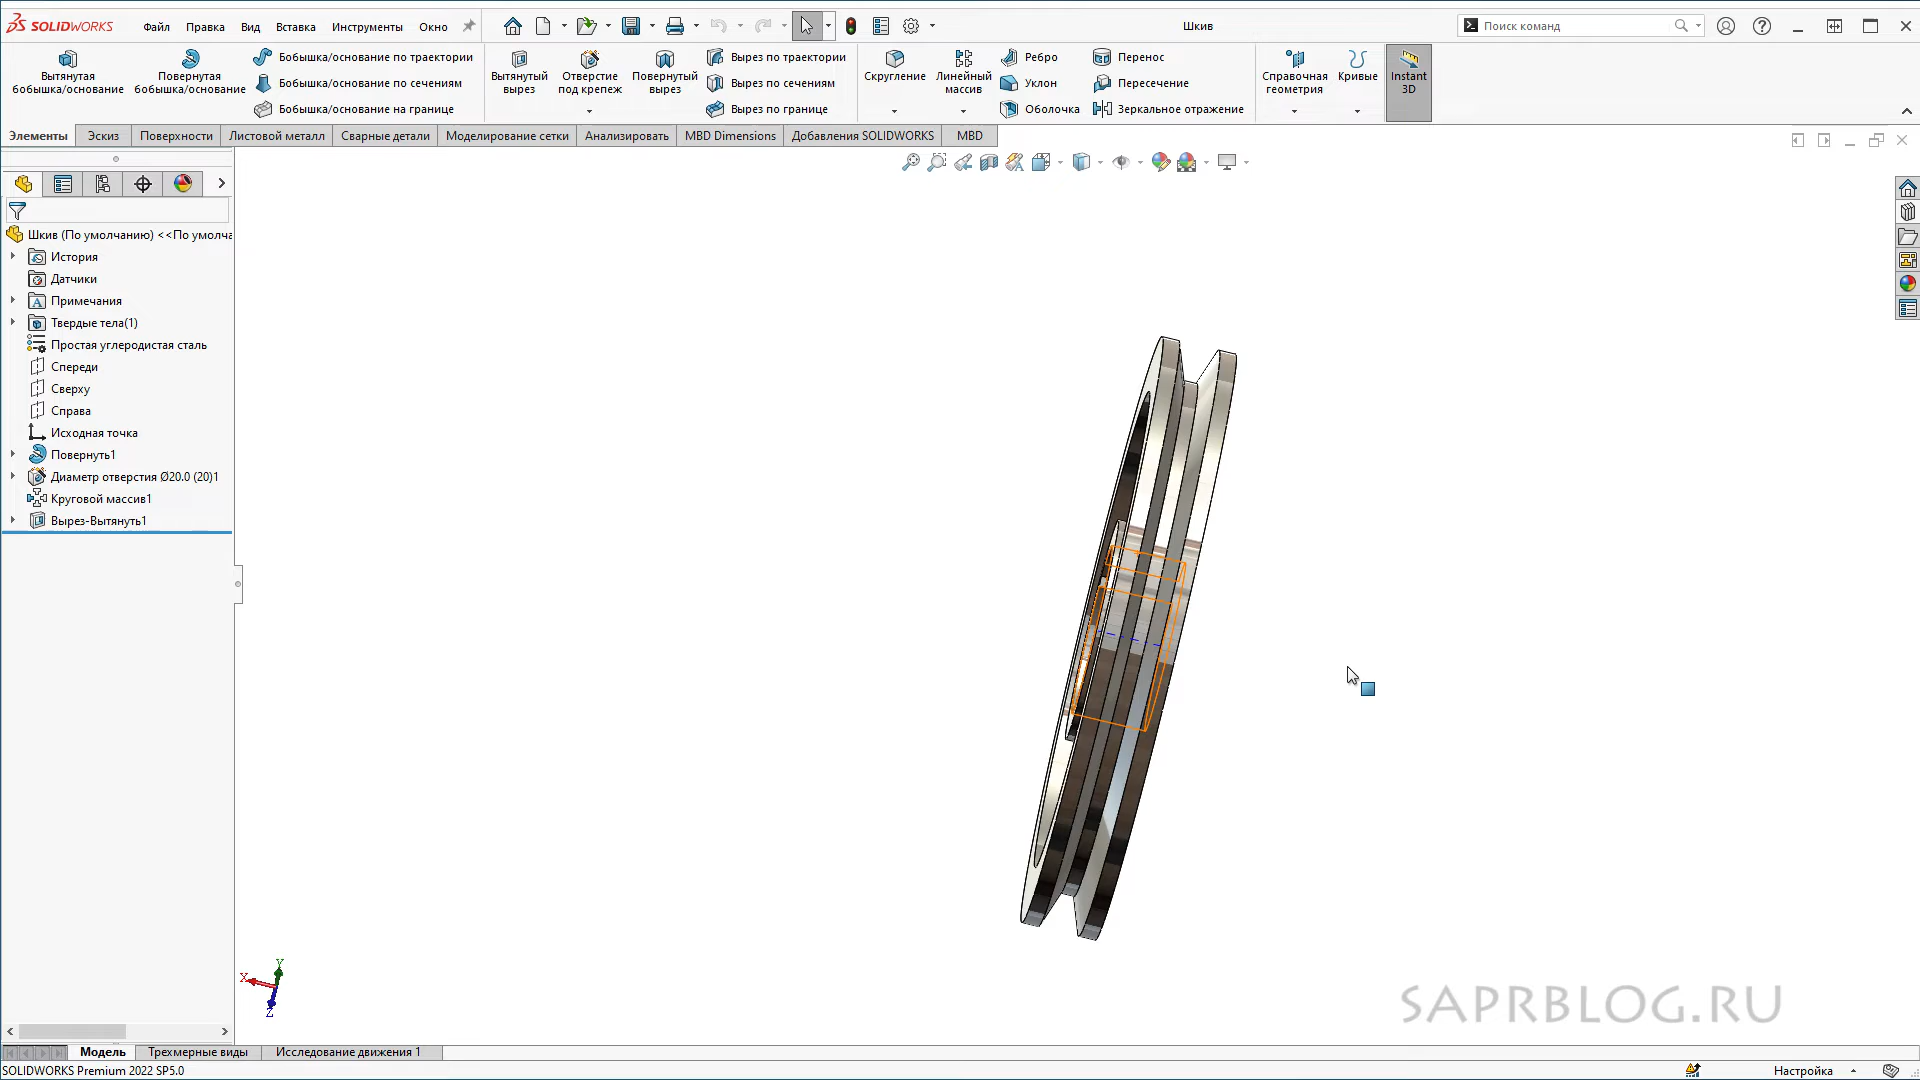 SOLIDWORKS
Файл Правка Вид Вставка Инструменты Окно
Шкив
Поиск команд
Вытянутая бобышка/основание
Повернутая бобышка/основание
Бобышка/основание по траектории
Бобышка/основание по сечениям
Бобышка/основание на границе
Вытянутый вырез
Отверстие под крепеж
Повернутый вырез
Вырез по траектории
Вырез по сечениям
Вырез по границе
Скругление
Линейный массив
Ребро
Уклон
Оболочка
Перенос
Пересечение
Зеркальное отражение
Справочная геометрия
Кривые
Instant 3D
Элементы Эскиз Поверхности Листовой металл Сварные детали Моделирование сетки Анализировать MBD Dimensions Добавления SOLIDWORKS MBD
Шкив (По умолчанию) <<По умолча
История
Датчики
Примечания
Твердые тела(1)
Простая углеродистая сталь
Спереди
Сверху
Справа
Исходная точка
Повернуть1
Диаметр отверстия Ø20.0 (20)1
Круговой массив1
Вырез-Вытянуть1
Y
X
Z
SAPRBLOG.RU
Модель Трехмерные виды Исследование движения 1
SOLIDWORKS Premium 2022 SP5.0
Настройка